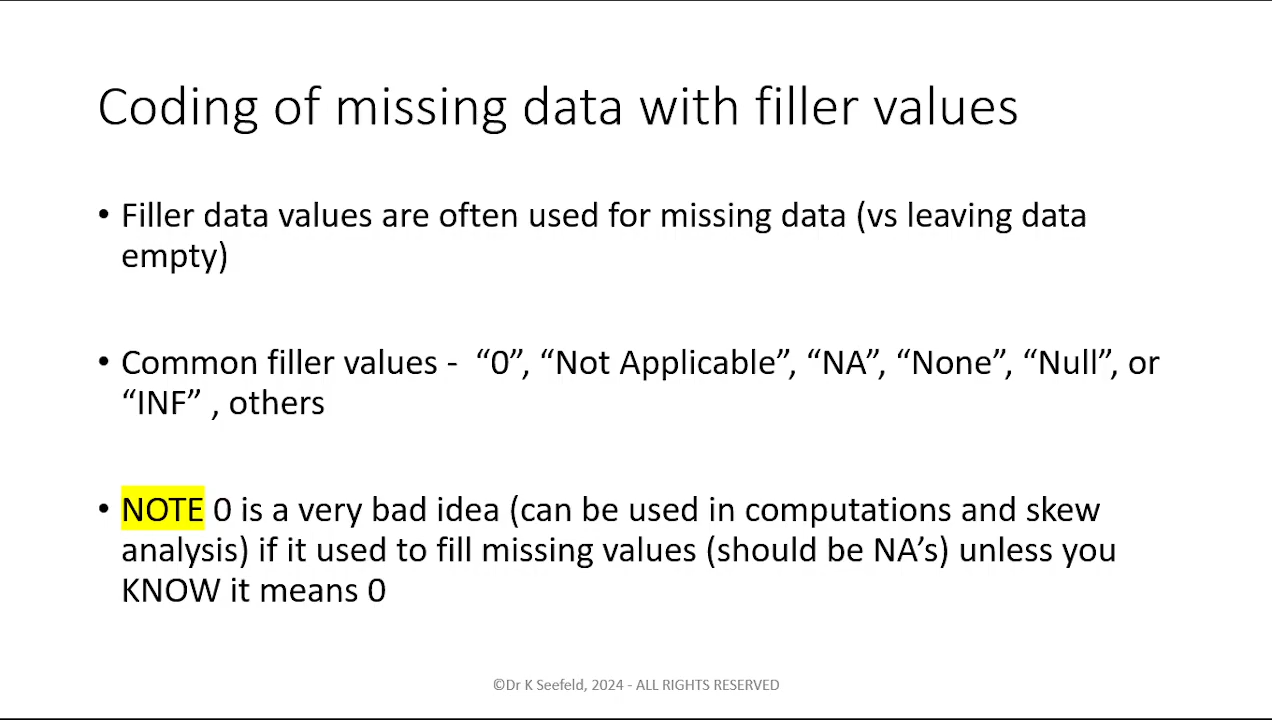 Coding of missing data with filler values
• Filler data values are often used for missing data (vs leaving data
empty)
• Common filler values -  “0”, “Not Applicable”, “NA”, “None”, “Null”, or
“INF” , others
• NOTE 0 is a very bad idea (can be used in computations and skew
analysis) if it used to fill missing values (should be NA’s) unless you
KNOW it means 0
©Dr K Seefeld, 2024 - ALL RIGHTS RESERVED